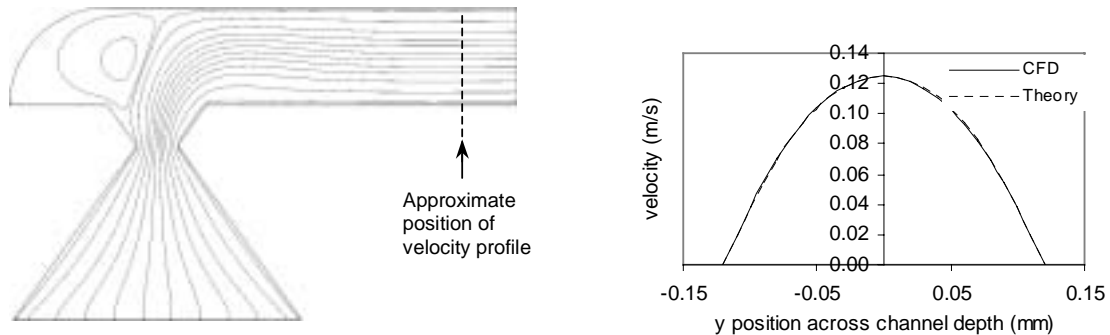 Approximate
position of
velocity profile
velocity (m/s)
0.14
0.12
0.10
0.08
0.06
0.04
0.02
0.00
-0.15
-0.05
0.05
0.15
y position across channel depth (mm)
CFD
Theory